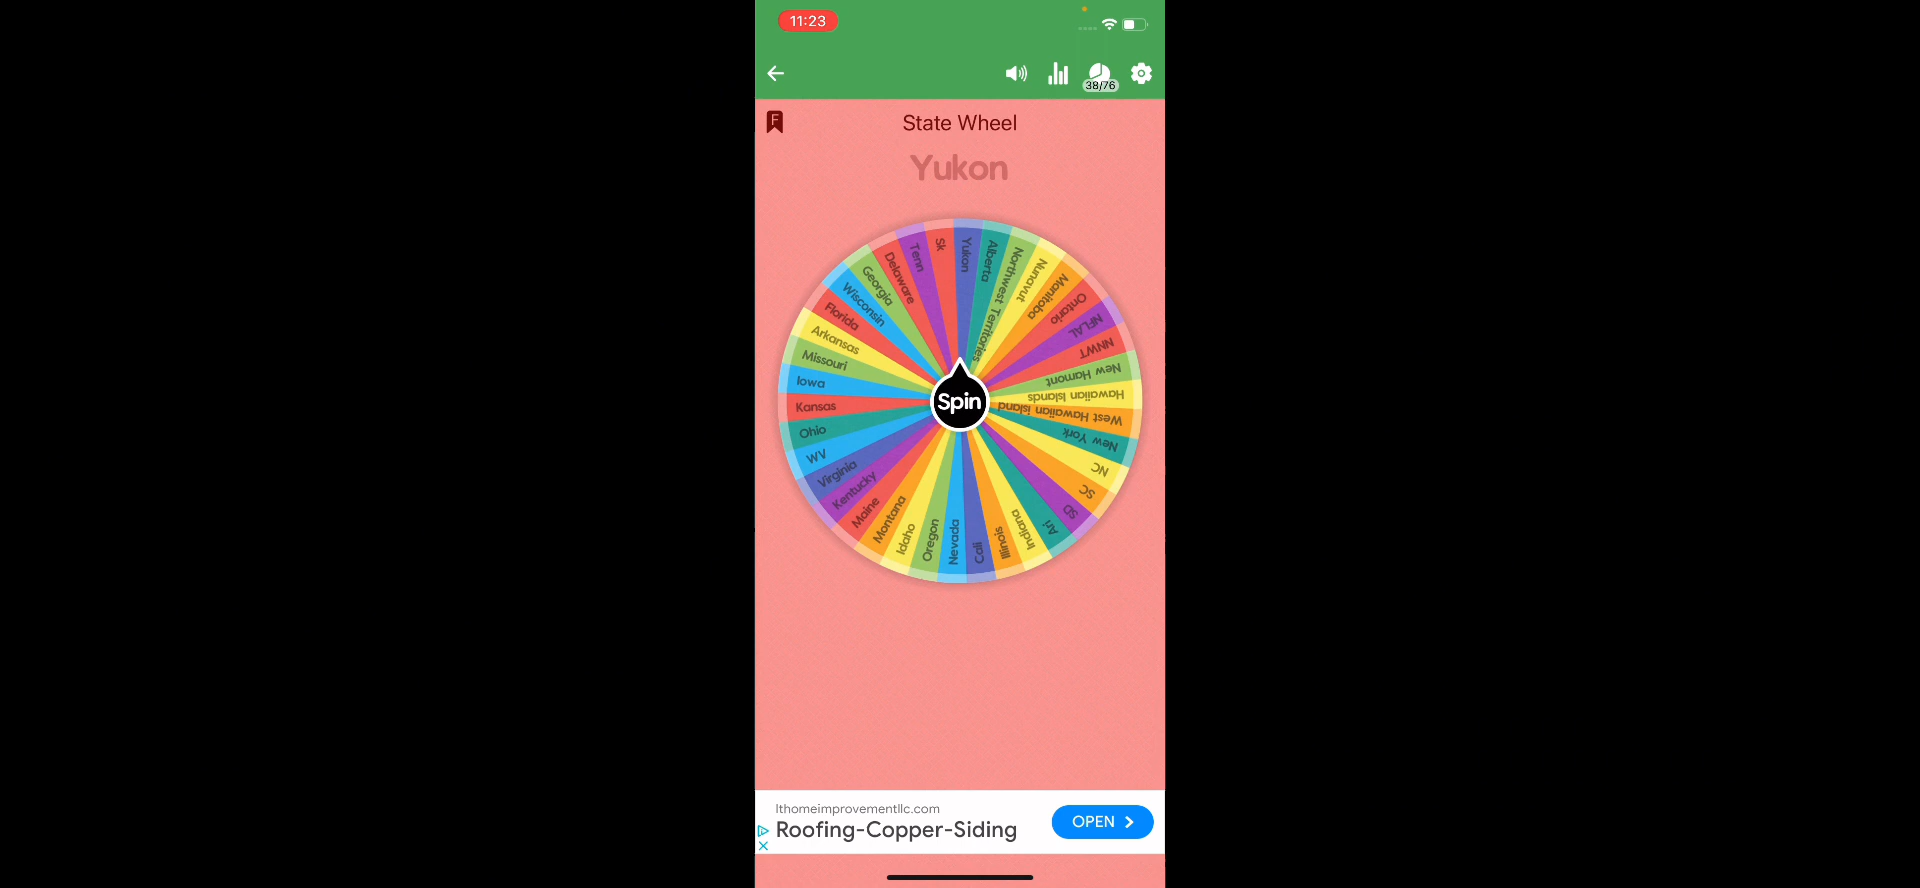 11:23
38/76
F
State Wheel
Yukon
Yukon
Alberta
Northwest Territories
Nunavut
Manitoba
Ontario
NFLAL
NNWT
New Hamont
Hawaiian Islands
West Hawaiian island
New York
NC
SC
SD
Ari
Indiana
Illinois
Cali
Nevada
Oregon
Idaho
Montana
Maine
Kentucky
Virginia
WV
Ohio
Kansas
Iowa
Missouri
Arkansas
Florida
Wisconsin
Georgia
Delaware
Tenn
Sk
Spin
lthomeimprovementllc.com
Roofing-Copper-Siding
OPEN